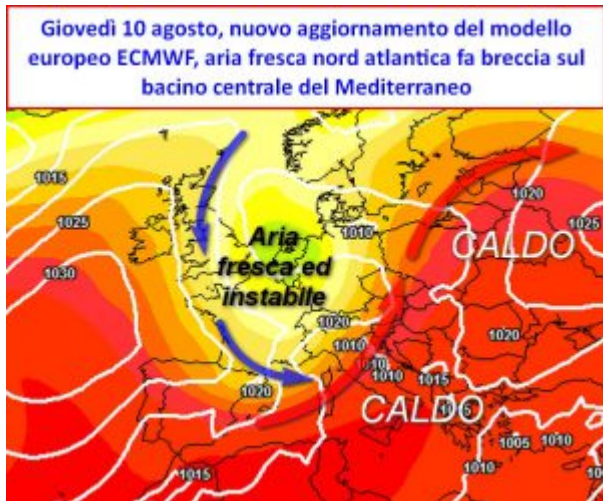 Giovedì 10 agosto, nuovo aggiornamento del modello
europeo ECMWF, aria fresca nord atlantica fa breccia sul
bacino centrale del Mediterraneo
1015
1025
1030
1010
1020
1025
Aria
fresca ed
instabile
CALDO
1020
1010
1020
1010
1010
1015
1020
CALDO
1015
1005
1010
1010
1015